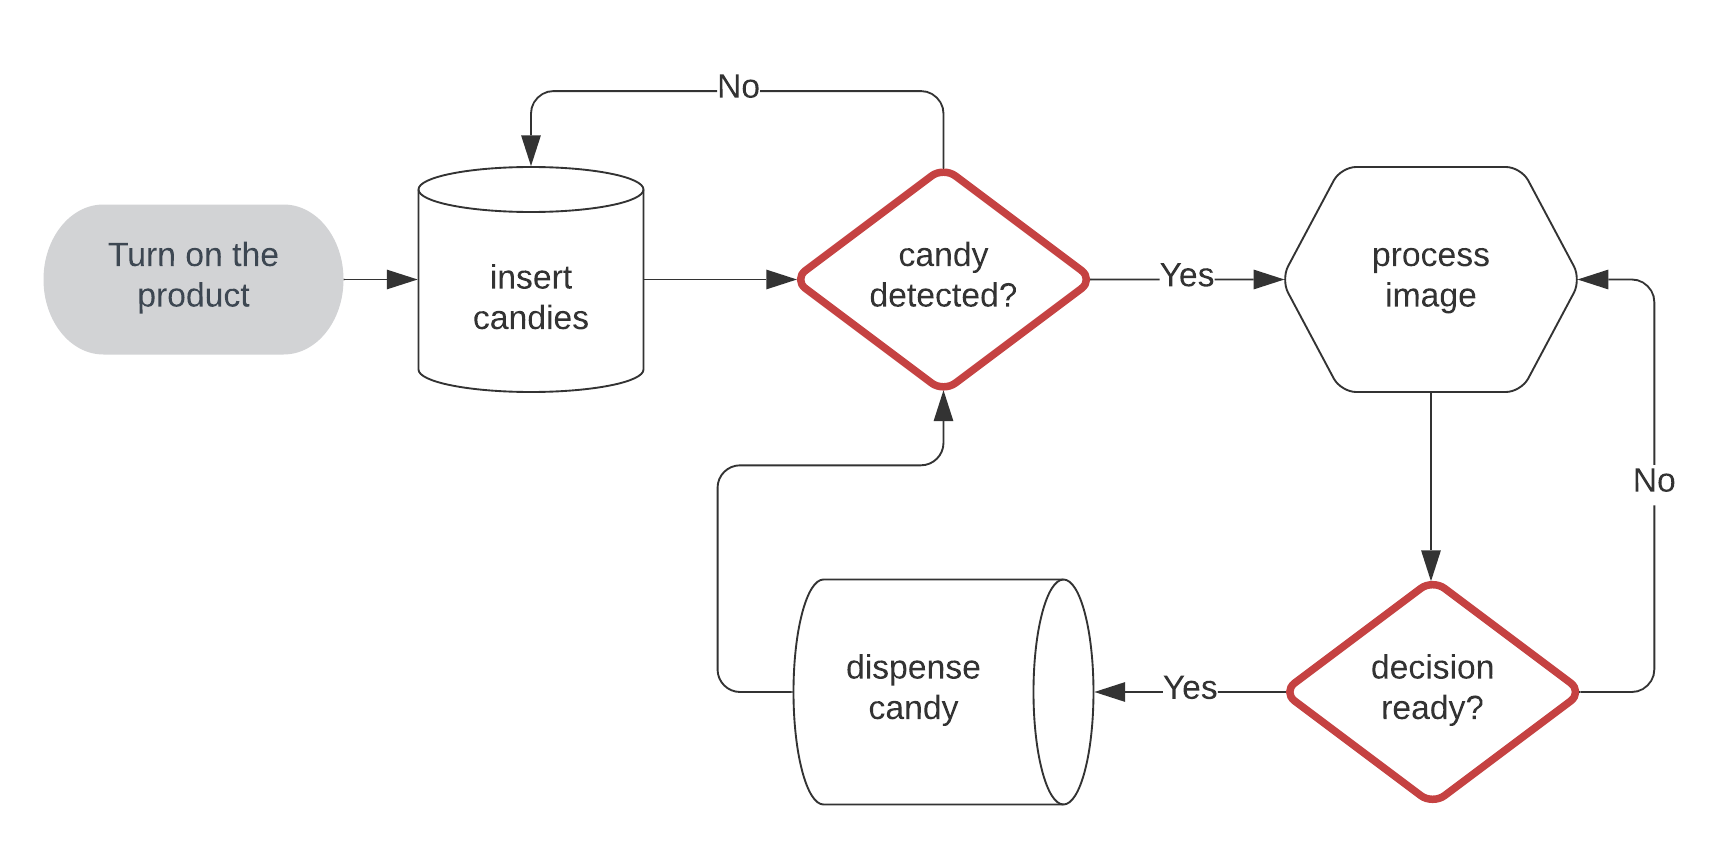 No
Turn on the
product
insert
candies
candy
detected?
Yes
process
image
No
dispense
candy
Yes
decision
ready?